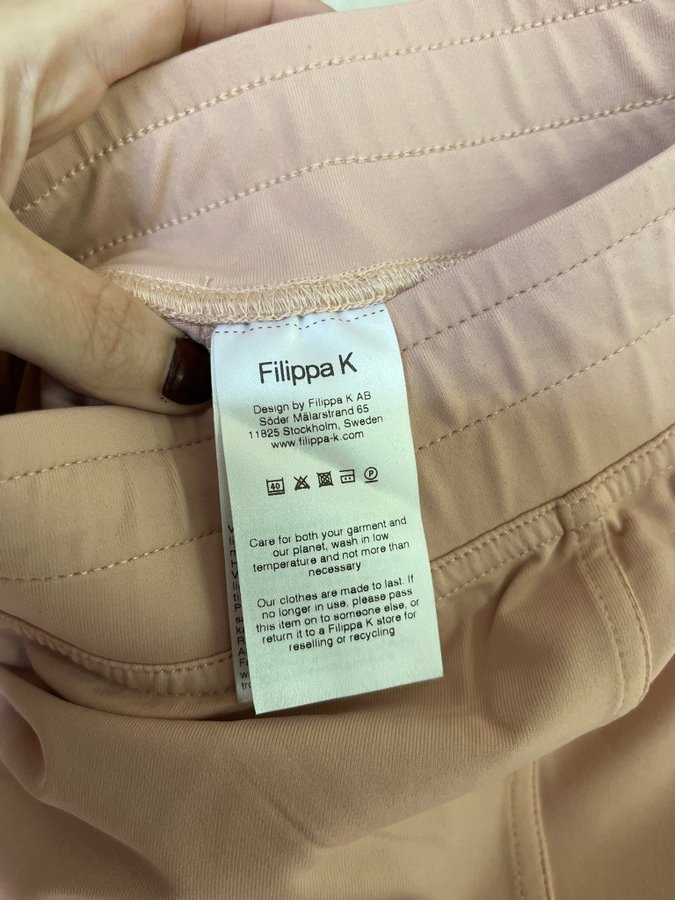 Filippa K
Design by Filippa K AB
Söder Mälarstrand 65
11825 Stockholm, Sweden
www.filippa-k.com
40
P
Care for both your garment and
our planet, wash in low
temperature and not more than
necessary
Our clothes are made to last. If
no longer in use, please pass
this item on to someone else, or
return it to a Filippa K store for
reselling or recycling